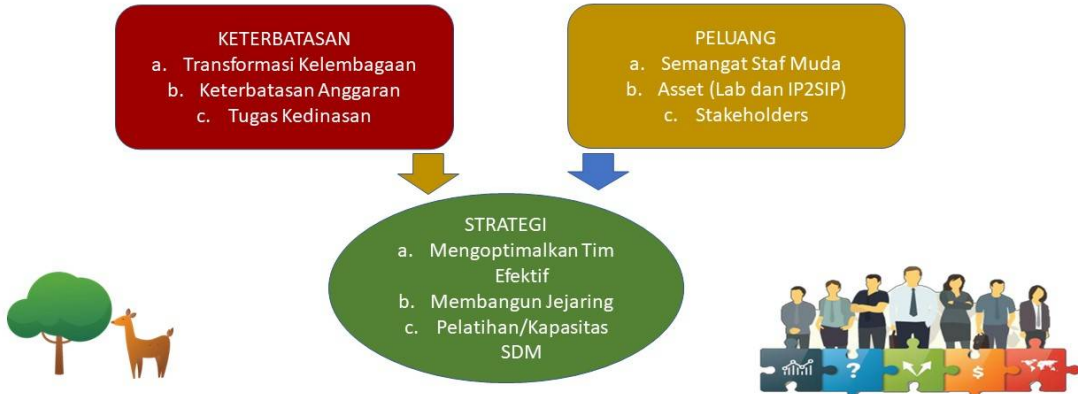 KETERBATASAN
a. Transformasi Kelembagaan
b. Keterbatasan Anggaran
c. Tugas Kedinasan
PELUANG
a. Semangat Staf Muda
b. Asset (Lab dan IP2SIP)
c. Stakeholders
STRATEGI
a. Mengoptimalkan Tim
Efektif
b. Membangun Jejaring
c. Pelatihan/Kapasitas
SDM
?
$